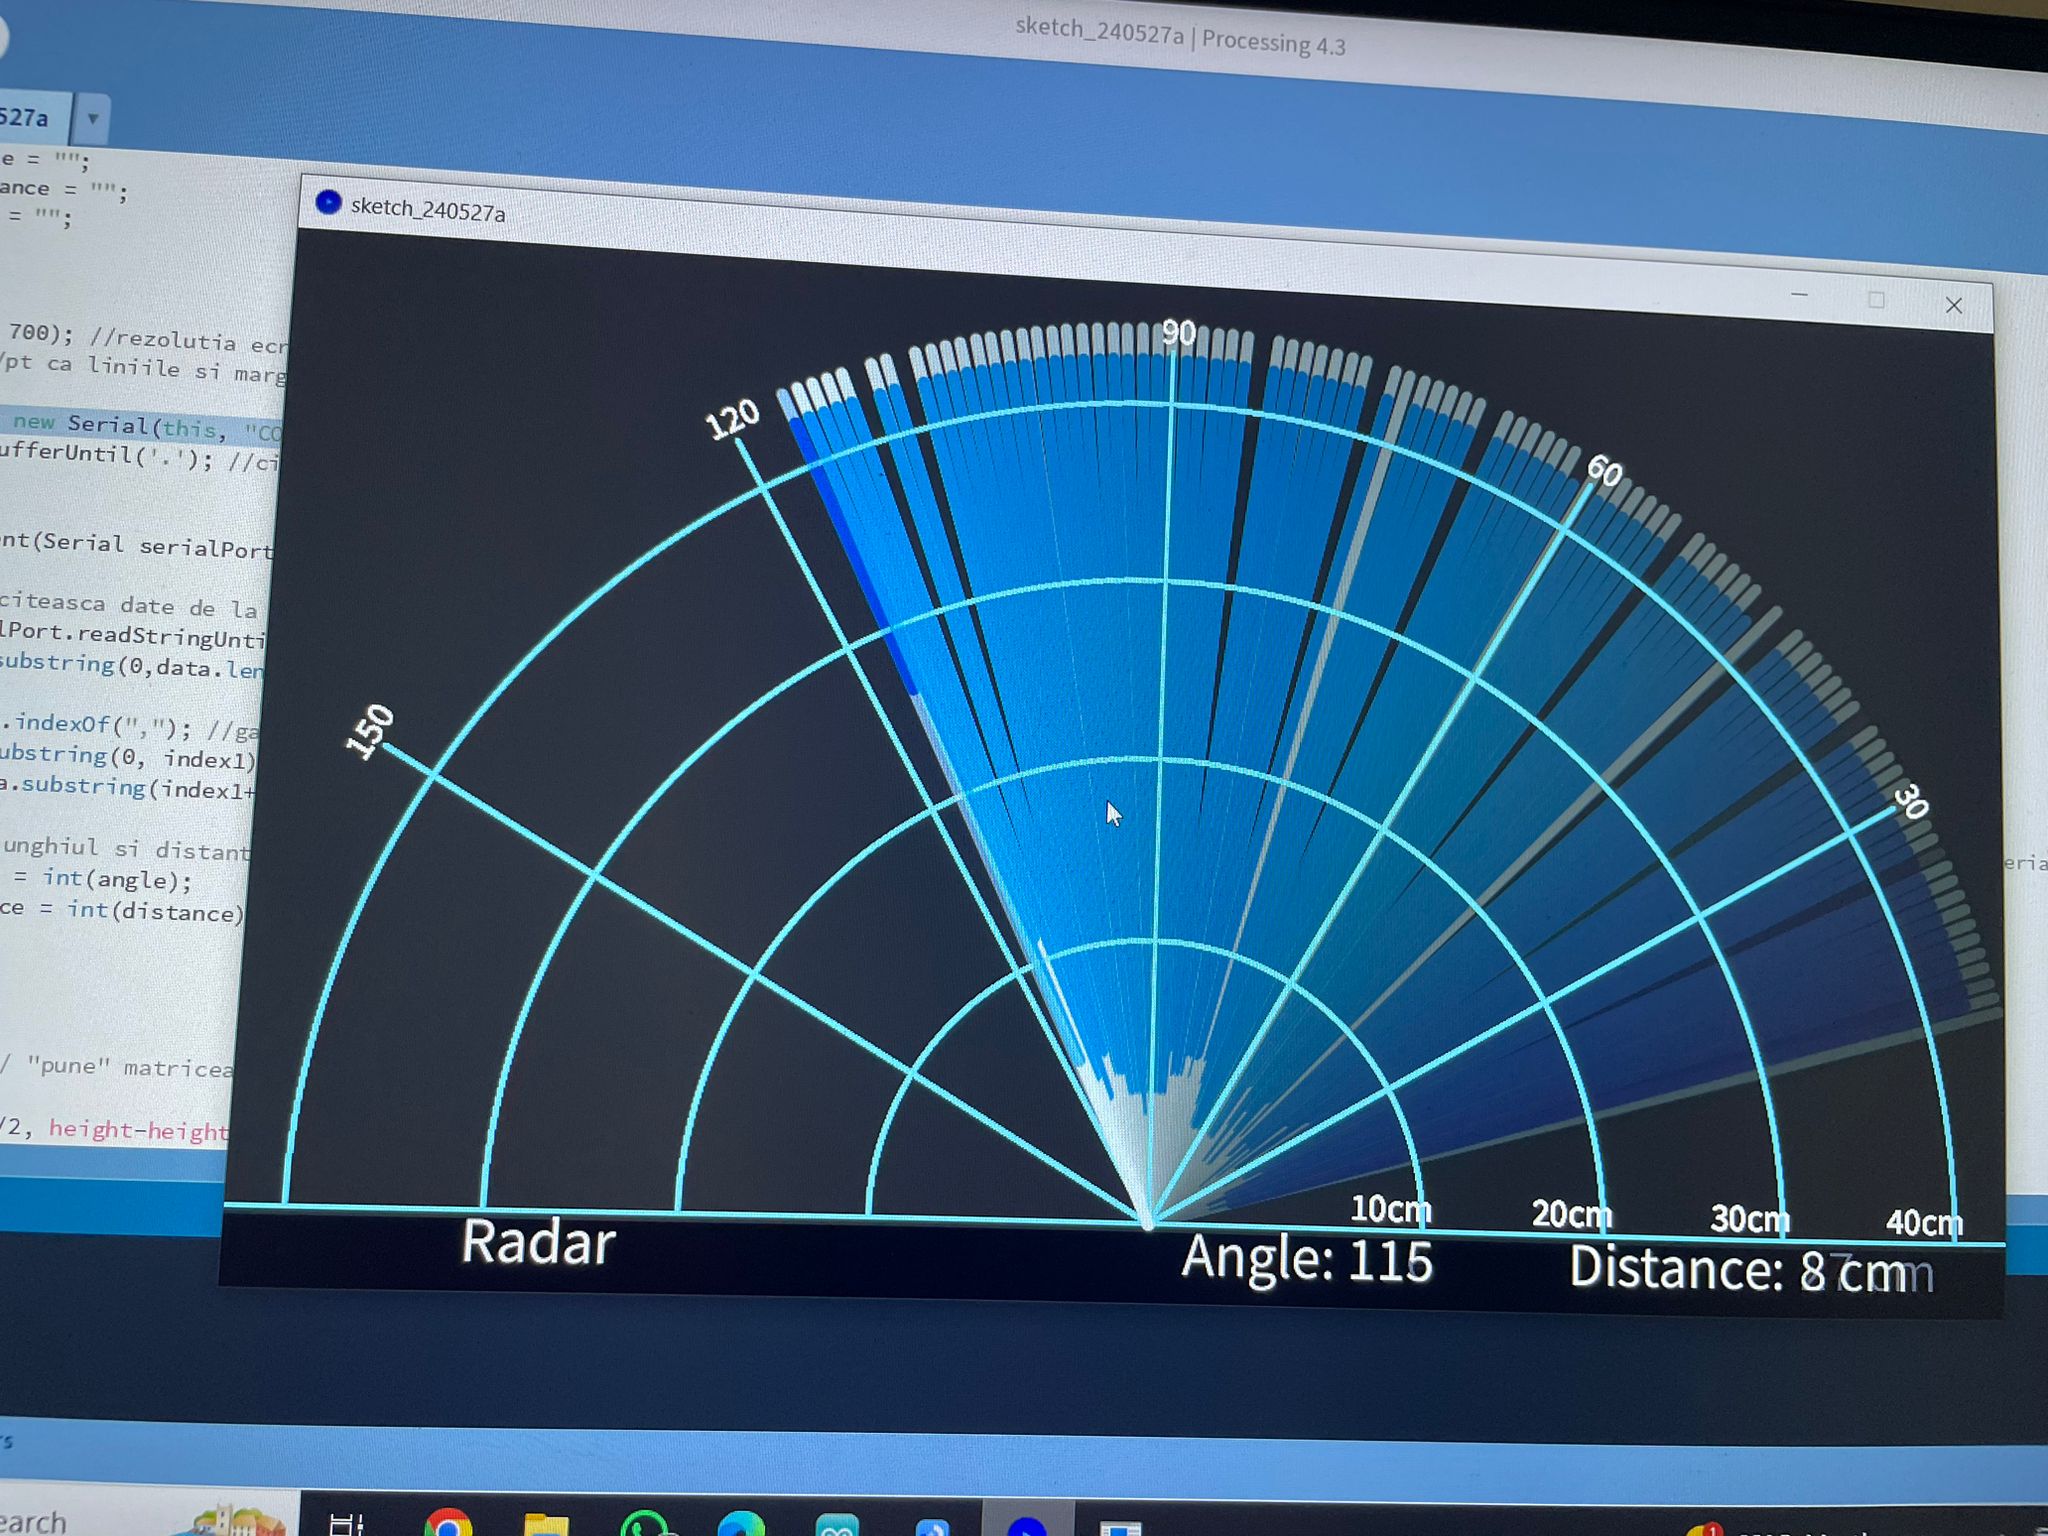 sketch_240527a | Processing 4.3
527a
e = "";
ance = "";
= "";
sketch_240527a
700); //rezolutia ecr
/pt ca liniile si marg
new Serial(this, "CO
ufferUntil('.'); //ci
nt(Serial serialPort
citeasca date de la
lPort.readStringUnti
substring(0,data.len
.indexOf(","); //ga
ubstring(0, index1)
a.substring(index1+
unghiul si distant
= int(angle);
ce = int(distance)
/ "pune" matricea
/2, height-height
eria
150
120
90
60
30
10cm
20cm
30cm
40cm
Radar
Angle: 115
Distance: 8 cm
s
earch
1